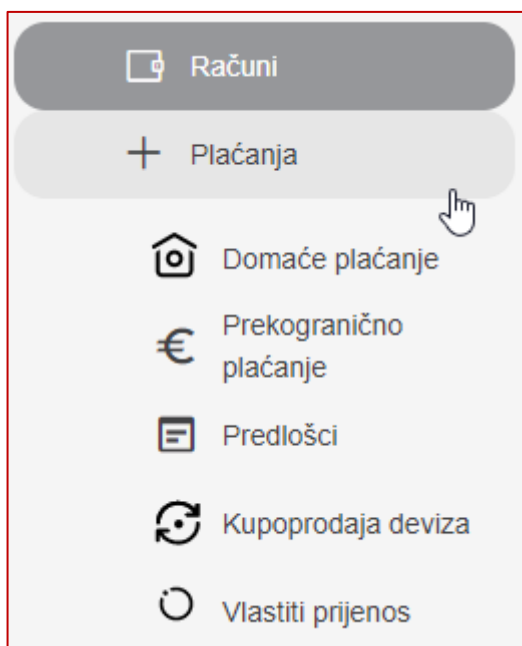 Računi
Plaćanja
Domaće plaćanje
Prekogranično
plaćanje
Predlošci
Kupoprodaja deviza
Vlastiti prijenos